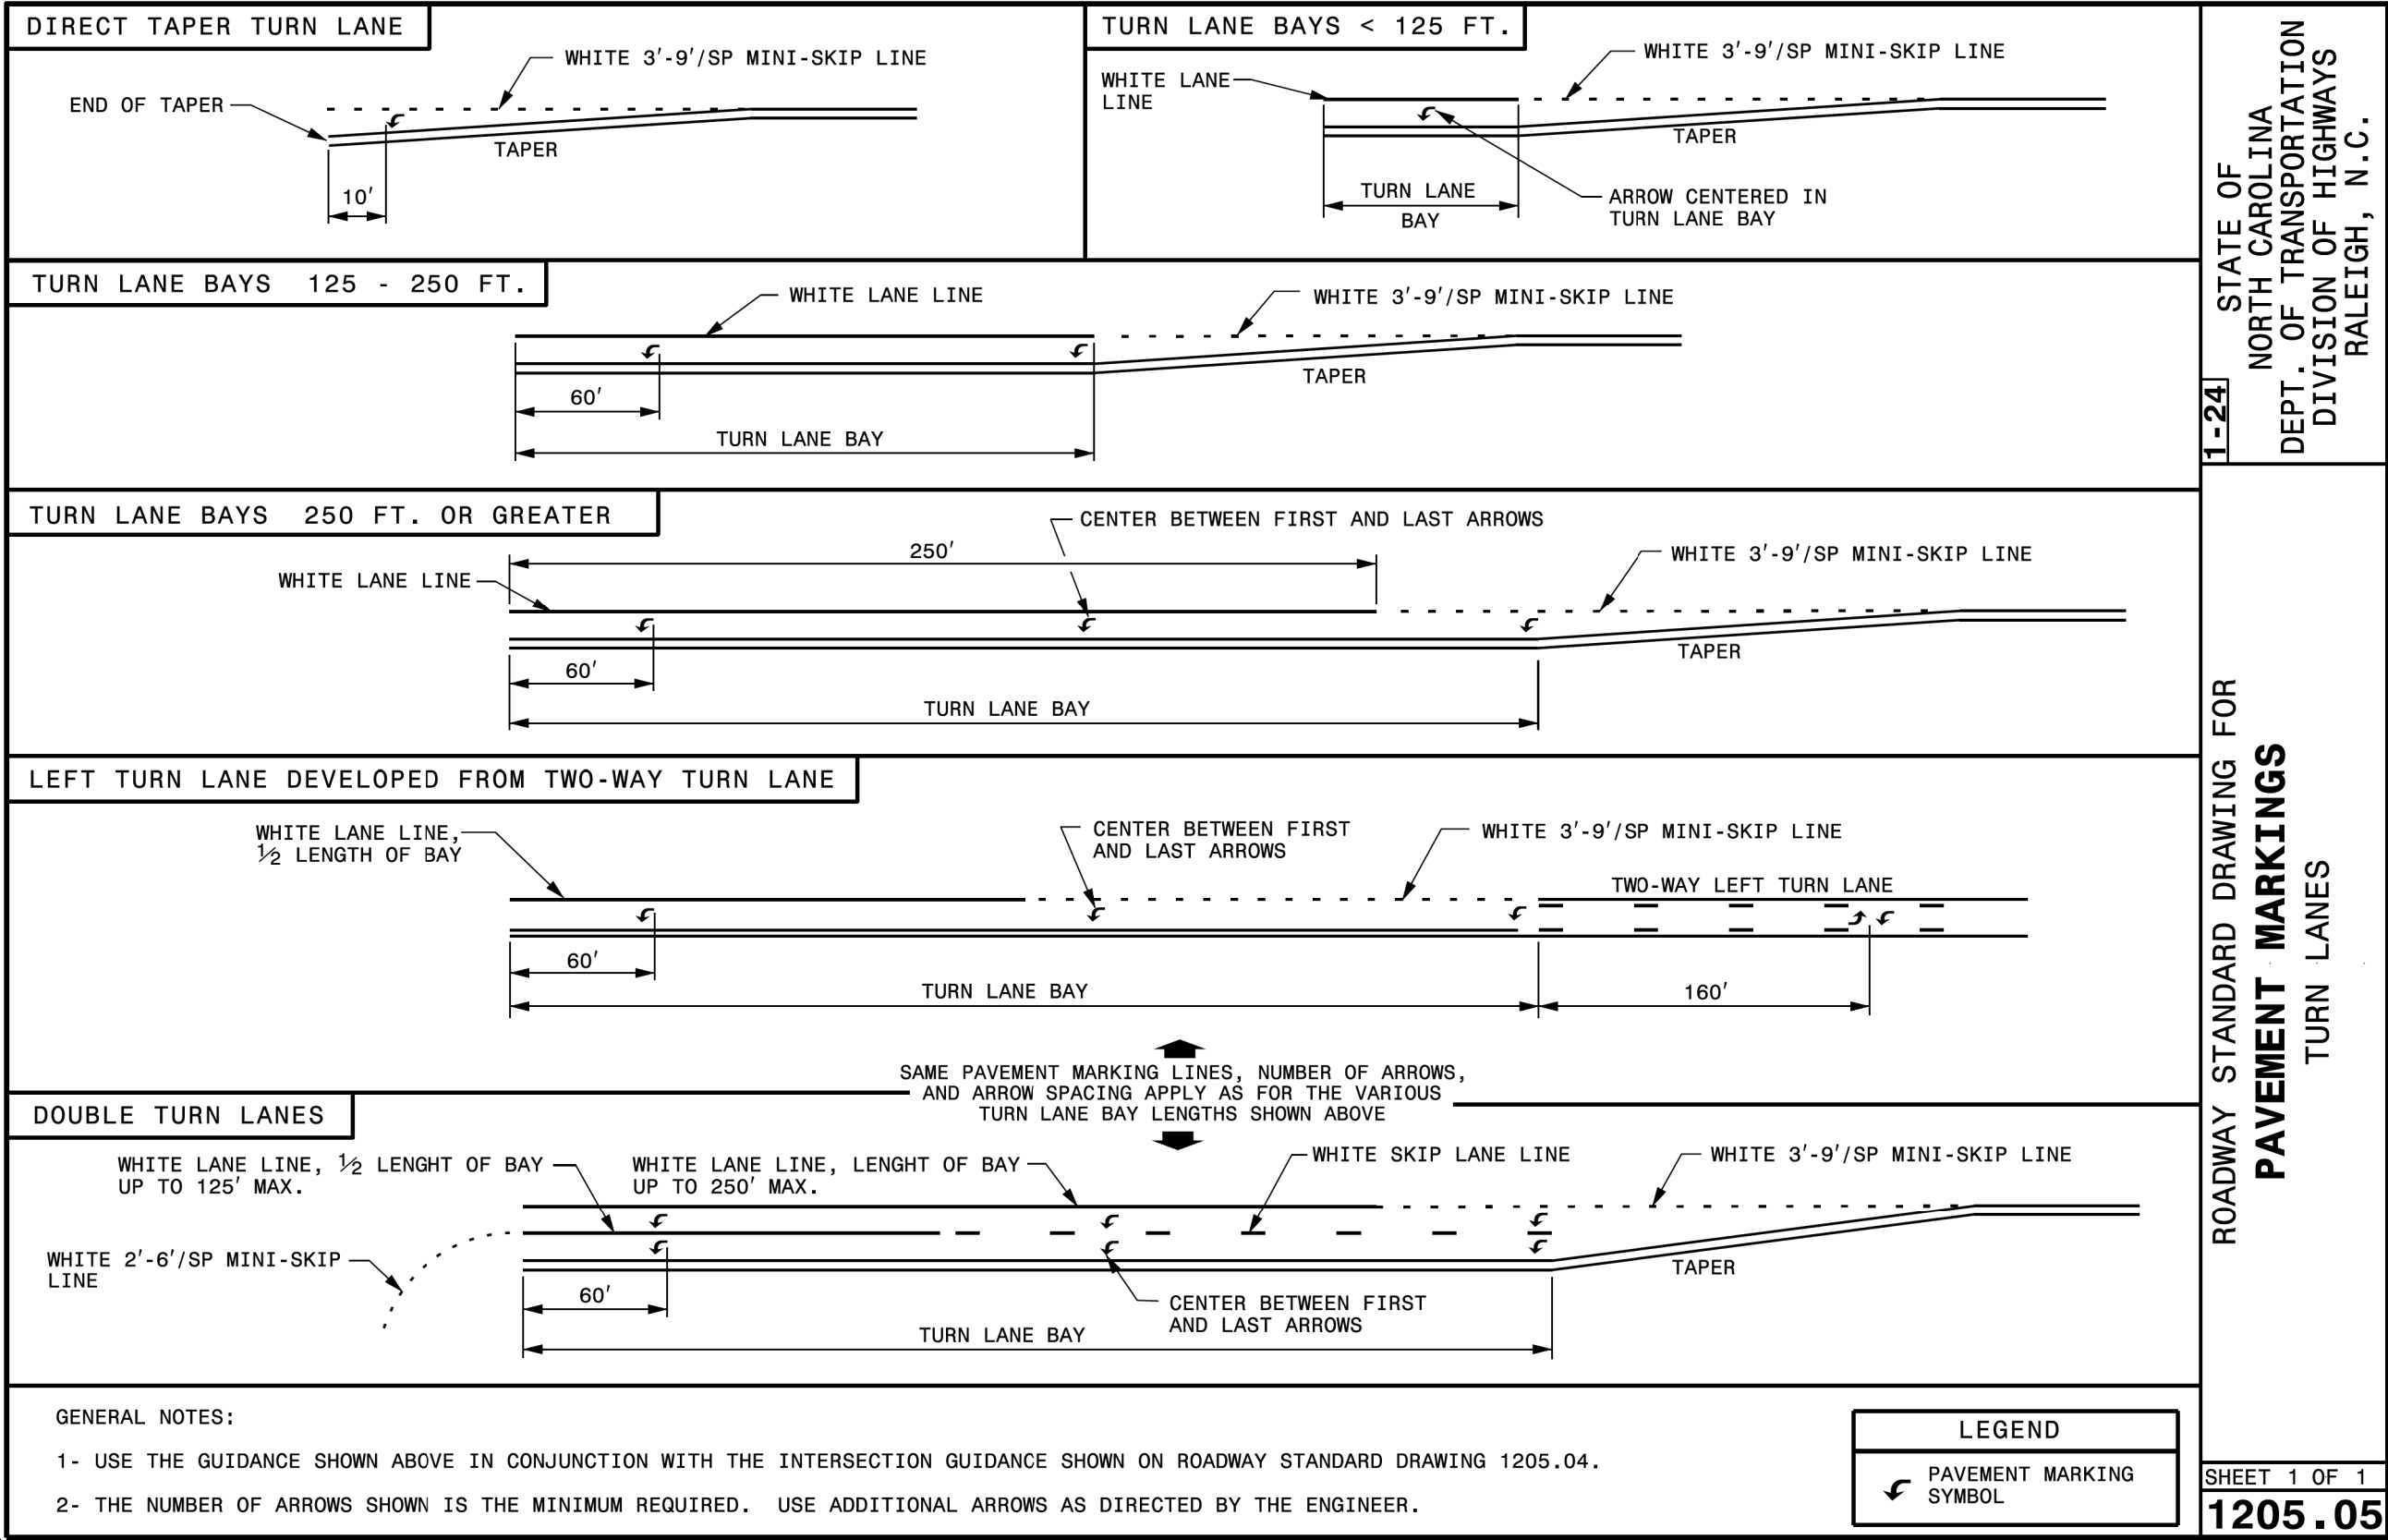 DIRECT TAPER TURN LANE
WHITE 3'-9'/SP MINI-SKIP LINE
END OF TAPER
TAPER
10'
TURN LANE BAYS < 125 FT.
WHITE 3'-9'/SP MINI-SKIP LINE
WHITE LANE
LINE
TAPER
TURN LANE
BAY
ARROW CENTERED IN
TURN LANE BAY
TURN LANE BAYS 125 - 250 FT.
WHITE LANE LINE
WHITE 3'-9'/SP MINI-SKIP LINE
TAPER
60'
TURN LANE BAY
TURN LANE BAYS 250 FT. OR GREATER
CENTER BETWEEN FIRST AND LAST ARROWS
250'
WHITE LANE LINE
WHITE 3'-9'/SP MINI-SKIP LINE
TAPER
60'
TURN LANE BAY
LEFT TURN LANE DEVELOPED FROM TWO-WAY TURN LANE
WHITE LANE LINE,
½ LENGTH OF BAY
CENTER BETWEEN FIRST
AND LAST ARROWS
WHITE 3'-9'/SP MINI-SKIP LINE
TWO-WAY LEFT TURN LANE
60'
TURN LANE BAY
160'
SAME PAVEMENT MARKING LINES, NUMBER OF ARROWS,
AND ARROW SPACING APPLY AS FOR THE VARIOUS
TURN LANE BAY LENGTHS SHOWN ABOVE
DOUBLE TURN LANES
WHITE LANE LINE, ½ LENGHT OF BAY
UP TO 125' MAX.
WHITE LANE LINE, LENGHT OF BAY
UP TO 250' MAX.
WHITE SKIP LANE LINE
WHITE 3'-9'/SP MINI-SKIP LINE
WHITE 2'-6'/SP MINI-SKIP
LINE
TAPER
60'
CENTER BETWEEN FIRST
AND LAST ARROWS
TURN LANE BAY
GENERAL NOTES:
1- USE THE GUIDANCE SHOWN ABOVE IN CONJUNCTION WITH THE INTERSECTION GUIDANCE SHOWN ON ROADWAY STANDARD DRAWING 1205.04.
2- THE NUMBER OF ARROWS SHOWN IS THE MINIMUM REQUIRED. USE ADDITIONAL ARROWS AS DIRECTED BY THE ENGINEER.
LEGEND
PAVEMENT MARKING
SYMBOL
1-24
STATE OF
NORTH CAROLINA
DEPT. OF TRANSPORTATION
DIVISION OF HIGHWAYS
RALEIGH, N.C.
ROADWAY STANDARD DRAWING FOR
PAVEMENT MARKINGS
TURN LANES
SHEET 1 OF 1
1205.05